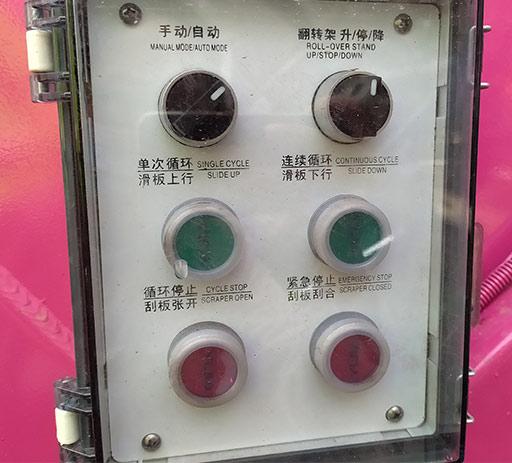 手动/自动
MANUAL MODE/AUTO MODE
翻转架 升/停/降
ROLL-OVER STAND
UP/STOP/DOWN
单次循环 SINGLE CYCLE
滑板上行 SLIDE UP
连续循环 CONTINUOUS CYCLE
滑板下行 SLIDE DOWN
循环停止 CYCLE STOP
刮板张开 SCRAPER OPEN
紧急停止 EMERGENCY STOP
刮板刮合 SCRAPER CLOSED